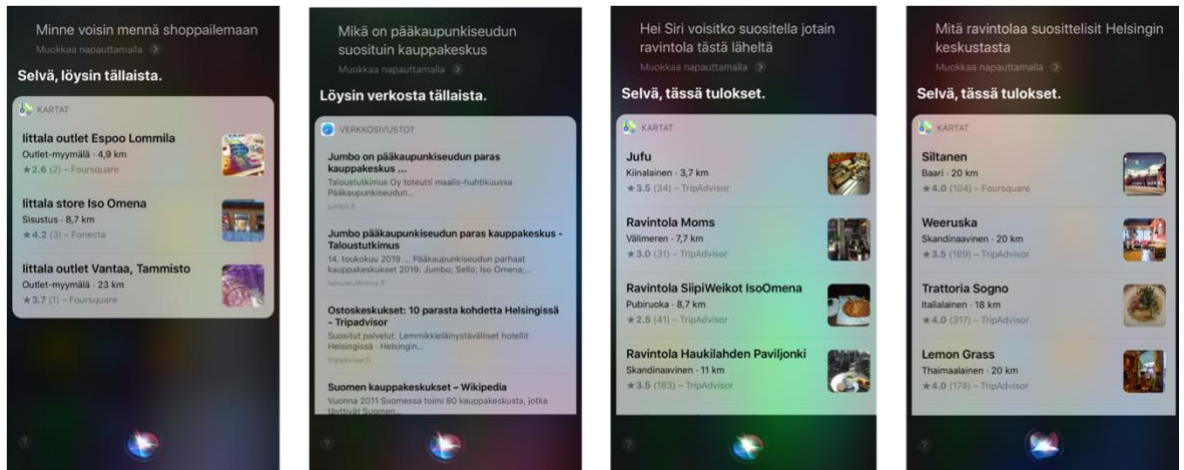 Minne voisin mennä shoppailemaan
Muokkaa napauttamalla
Selvä, löysin tällaista.
KARTAT
Iittala outlet Espoo Lommila
Outlet-myymälä · 4,9 km
★2.6 (2) – Foursquare
Iittala store Iso Omena
Sisustus · 8,7 km
★4.2 (3) – Fonecta
Iittala outlet Vantaa, Tammisto
Outlet-myymälä · 23 km
★3.7 (1) – Foursquare
?
Mikä on pääkaupunkiseudun
suosituin kauppakeskus
Muokkaa napauttamalla
Löysin verkosta tällaista.
VERKKOSIVUSTOT
Jumbo on pääkaupunkiseudun paras
kauppakeskus ...
Taloustutkimus Oy toteutti maalis-huhtikuussa
Pääkaupunkiseudun...
jumbo.fi
Jumbo pääkaupunkiseudun paras kauppakeskus -
Taloustutkimus
14. toukokuu 2019 ... Pääkaupunkiseudun parhaat
kauppakeskukset 2019: Jumbo; Sello; Iso Omena;...
taloustutkimus.fi
Ostoskeskukset: 10 parasta kohdetta Helsingissä
- Tripadvisor
Suositut palvelut. Lemmikkieläinystävälliset hotellit
Helsingissä · Helsingin...
tripadvisor.fi
Suomen kauppakeskukset – Wikipedia
Vuonna 2011 Suomessa toimi 80 kauppakeskusta, jotka
täyttivät Suomen...
?
Hei Siri voisitko suositella jotain
ravintola tästä läheltä
Muokkaa napauttamalla
Selvä, tässä tulokset.
KARTAT
Jufu
Kiinalainen · 3,7 km
★3.5 (34) – TripAdvisor
Ravintola Moms
Välimeren · 7,7 km
★3.0 (31) – TripAdvisor
Ravintola SiipiWeikot IsoOmena
Pubiruoka · 8,7 km
★2.5 (41) – TripAdvisor
Ravintola Haukilahden Paviljonki
Skandinaavinen · 11 km
★3.5 (183) – TripAdvisor
?
Mitä ravintolaa suosittelisit Helsingin
keskustasta
Muokkaa napauttamalla
Selvä, tässä tulokset.
KARTAT
Siltanen
Baari · 20 km
★4.0 (104) – Foursquare
Weeruska
Skandinaavinen · 20 km
★3.5 (189) – TripAdvisor
Trattoria Sogno
Italialainen · 18 km
★4.0 (317) – TripAdvisor
Lemon Grass
Thaimaalainen · 20 km
★4.0 (174) – TripAdvisor
?